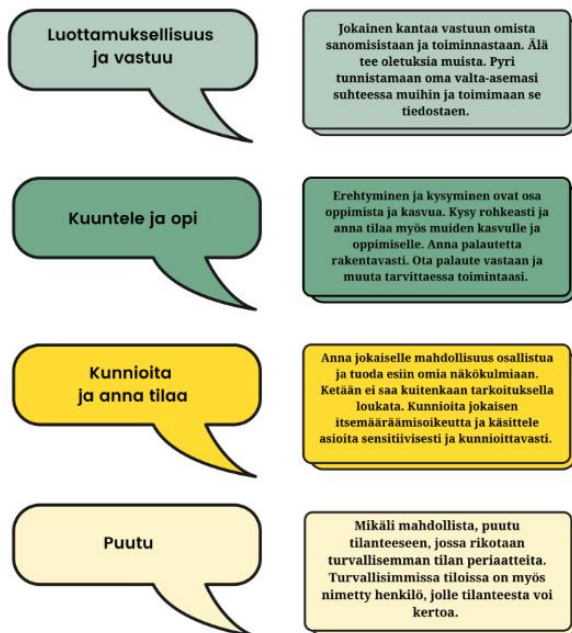 Luottamuksellisuus
ja vastuu
Jokainen kantaa vastuun omista
sanomisistaan ja toiminnastaan. Älä
tee oletuksia muista. Pyri
tunnistamaan oma valta-asemasi
suhteessa muihin ja toimimaan se
tiedostaen.
Kuuntele ja opi
Erehtyminen ja kysyminen ovat osa
oppimista ja kasvua. Kysy rohkeasti ja
anna tilaa myös muiden kasvulle ja
oppimiselle. Anna palautetta
rakentavasti. Ota palaute vastaan ja
muuta tarvittaessa toimintaasi.
Kunnioita
ja anna tilaa
Anna jokaiselle mahdollisuus osallistua
ja tuoda esiin omia näkökulmiaan.
Ketään ei saa kuitenkaan tarkoituksella
loukata. Kunnioita jokaisen
itsemääräämisoikeutta ja käsittele
asioita sensitiivisesti ja kunnioittavasti.
Puutu
Mikäli mahdollista, puutu
tilanteeseen, jossa rikotaan
turvallisemman tilan periaatteita.
Turvallisimmissa tiloissa on myös
nimetty henkilö, jolle tilanteesta voi
kertoa.